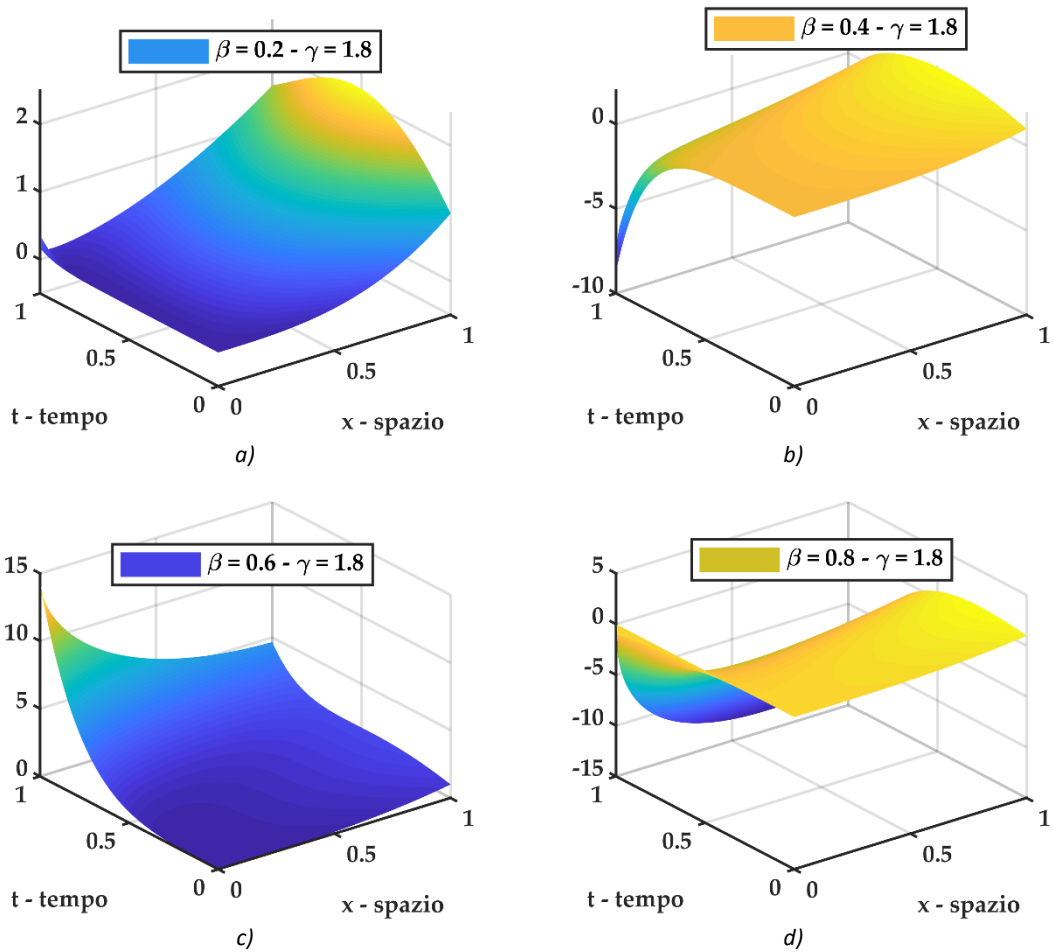 β = 0.2 - γ = 1.8
2
1
0
1
0.5
0
0
0.5
1
t - tempo
x - spazio
a)
β = 0.4 - γ = 1.8
0
-5
-10
1
0.5
0
0
0.5
1
t - tempo
x - spazio
b)
β = 0.6 - γ = 1.8
15
10
5
0
1
0.5
0
0
0.5
1
t - tempo
x - spazio
c)
β = 0.8 - γ = 1.8
5
0
-5
-10
-15
1
0.5
0
0
0.5
1
t - tempo
x - spazio
d)